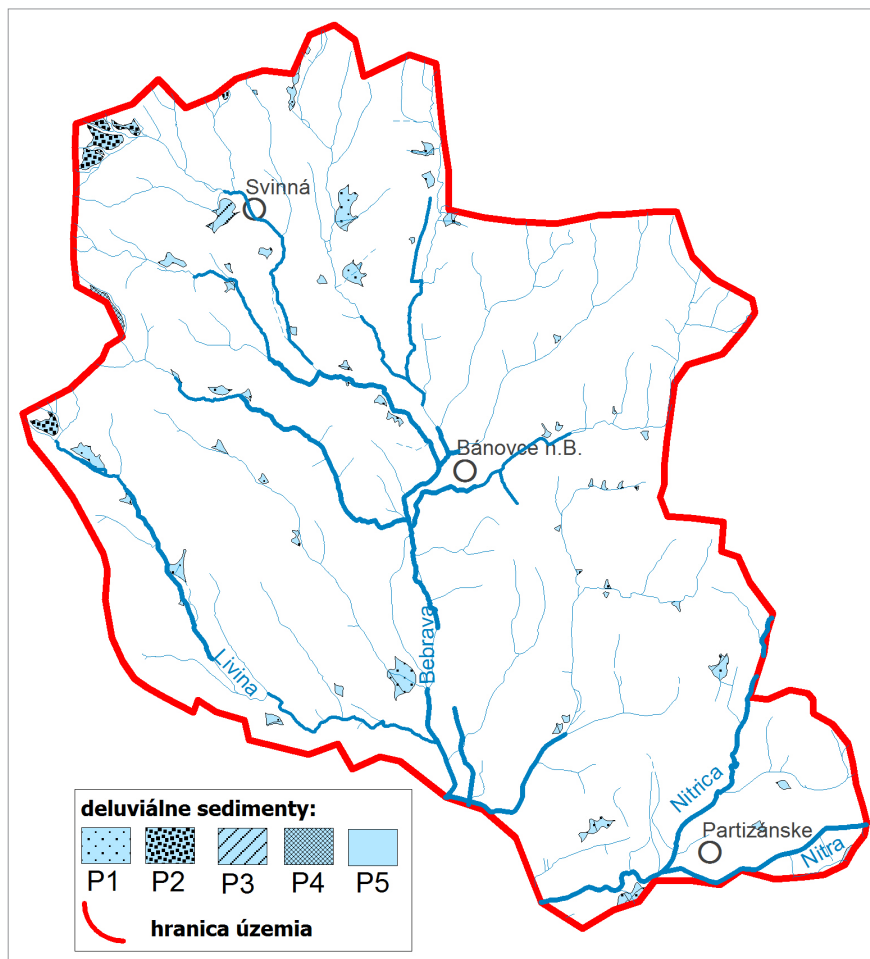 Svinná
Bánovce n.B.
Bebrava
Livina
Nitrica
Partizánske
Nitra
deluviálne sedimenty:
P1 P2 P3 P4 P5
hranica územia